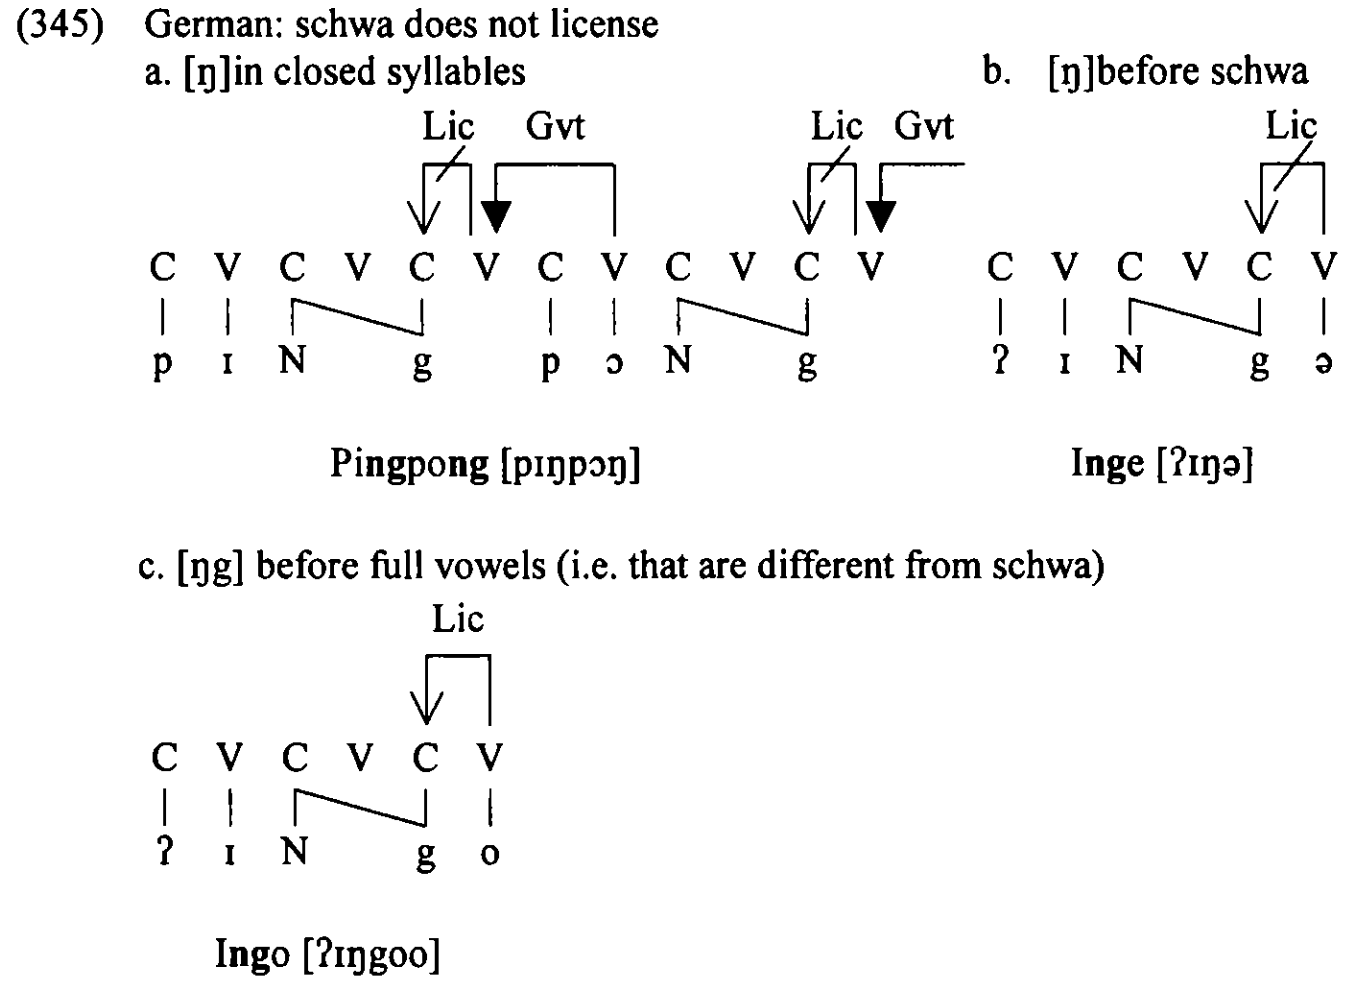 (345) German: schwa does not license
a. [ŋ]in closed syllables b. [ŋ]before schwa
Lic Gvt Lic Gvt Lic
C V C V C V C V C V C V C V C V C V
p ɪ N g p ɔ N g ʔ ɪ N g ə
Pingpong [pɪŋpɔŋ] Inge [ʔɪŋə]
c. [ŋg] before full vowels (i.e. that are different from schwa)
Lic
C V C V C V
ʔ ɪ N g o
Ingo [ʔɪŋgoo]